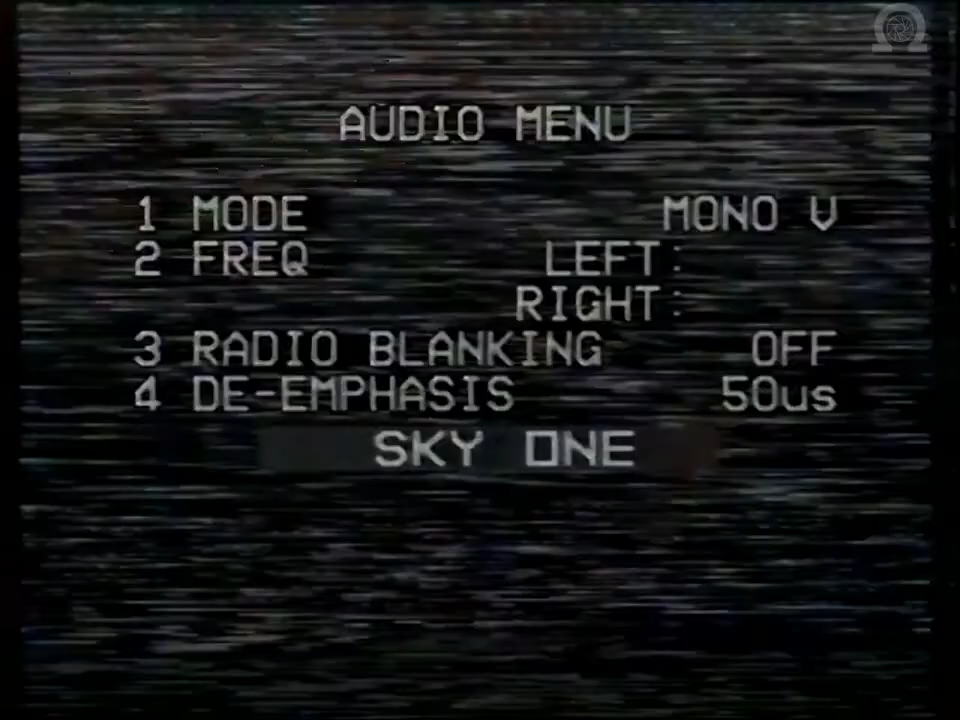 AUDIO MENU
1 MODE MONO V
2 FREQ LEFT:
RIGHT:
3 RADIO BLANKING OFF
4 DE-EMPHASIS 50us
SKY ONE